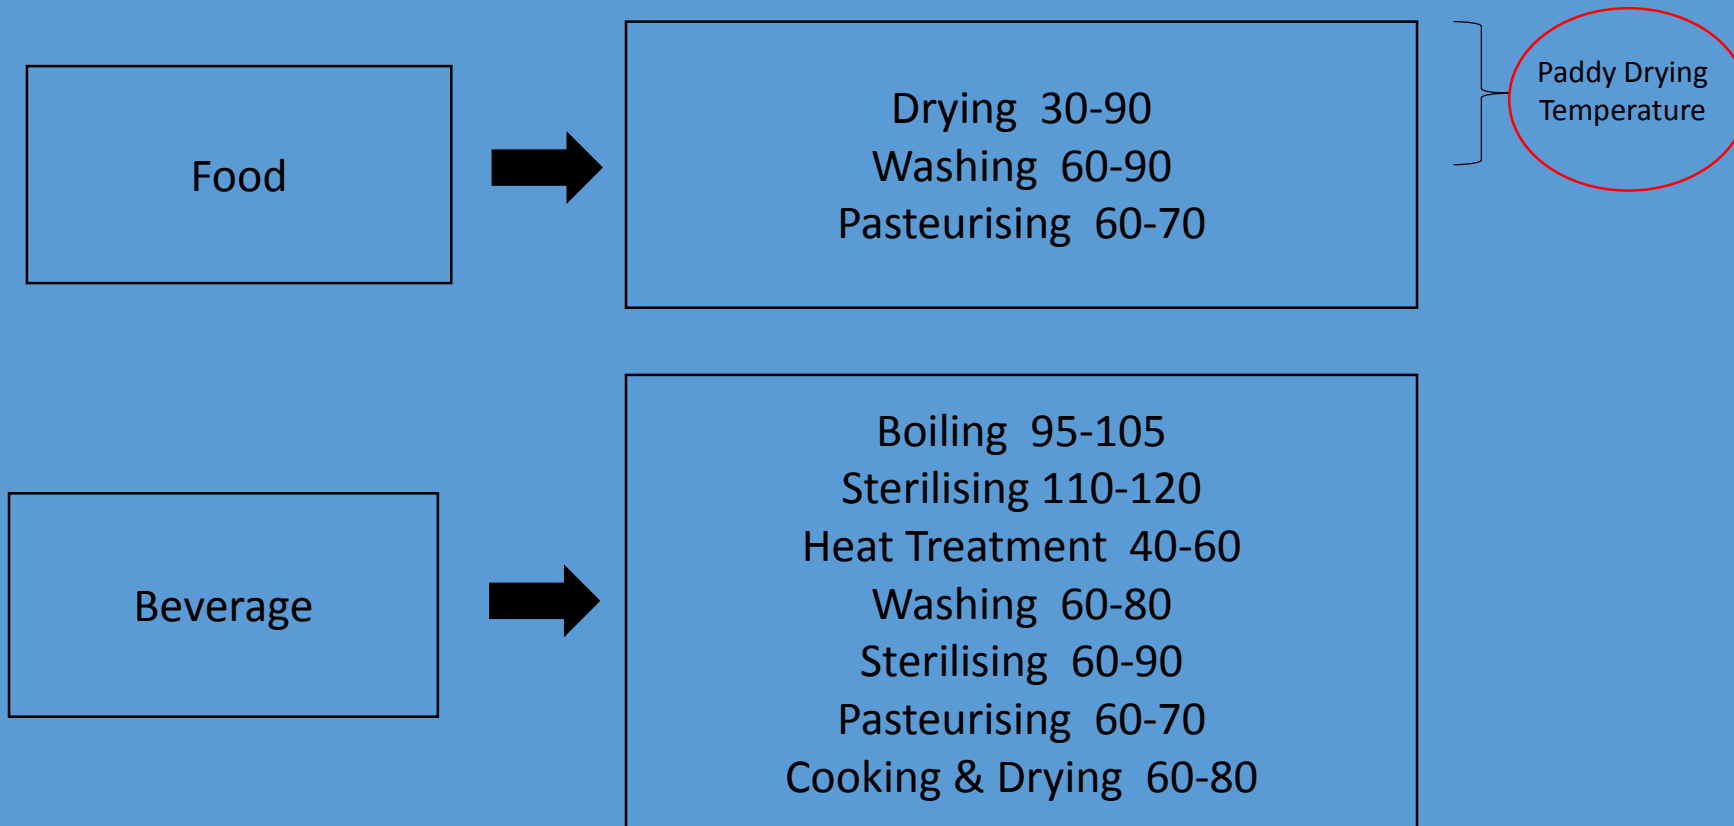 Food
Drying  30-90
Washing  60-90
Pasteurising  60-70
Paddy Drying
Temperature
Beverage
Boiling  95-105
Sterilising 110-120
Heat Treatment  40-60
Washing  60-80
Sterilising  60-90
Pasteurising  60-70
Cooking & Drying  60-80